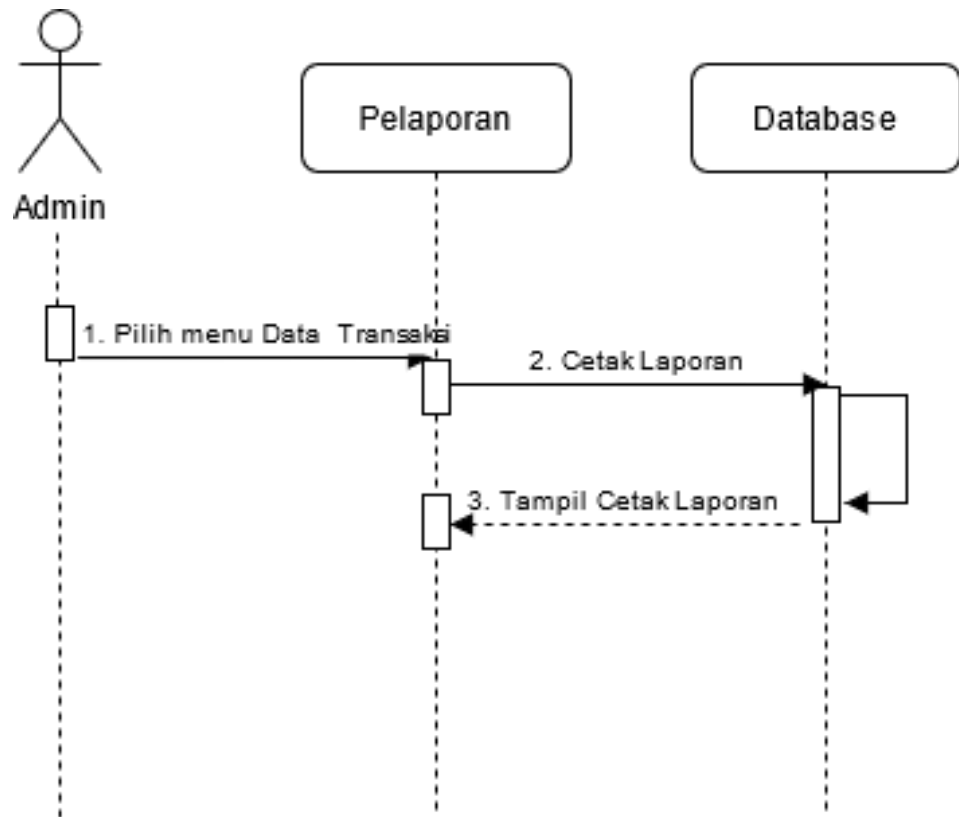 Pelaporan
Database
Admin
1. Pilih menu Data Transaksi
2. Cetak Laporan
3. Tampil Cetak Laporan